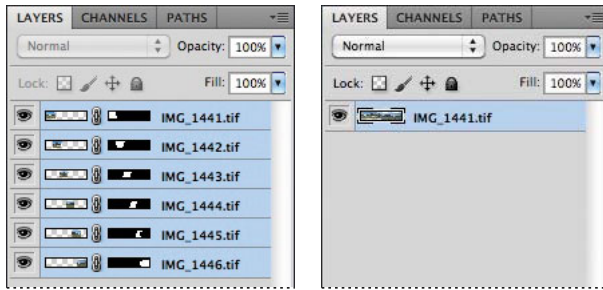 LAYERS CHANNELS PATHS
Normal Opacity: 100%
Lock: Fill: 100%
IMG_1441.tif
IMG_1442.tif
IMG_1443.tif
IMG_1444.tif
IMG_1445.tif
IMG_1446.tif
LAYERS CHANNELS PATHS
Normal Opacity: 100%
Lock: Fill: 100%
IMG_1441.tif